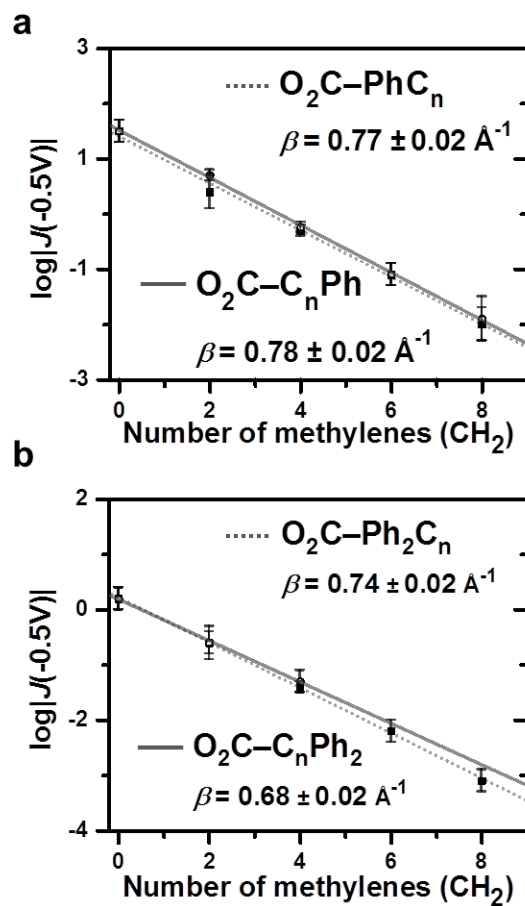 a
3
1
-1
-3
log|J(-0.5V)|
O₂C–PhCₙ
β = 0.77 ± 0.02 Å⁻¹
O₂C–CₙPh
β = 0.78 ± 0.02 Å⁻¹
0 2 4 6 8
Number of methylenes (CH₂)
b
2
0
-2
-4
log|J(-0.5V)|
O₂C–Ph₂Cₙ
β = 0.74 ± 0.02 Å⁻¹
O₂C–CₙPh₂
β = 0.68 ± 0.02 Å⁻¹
0 2 4 6 8
Number of methylenes (CH₂)